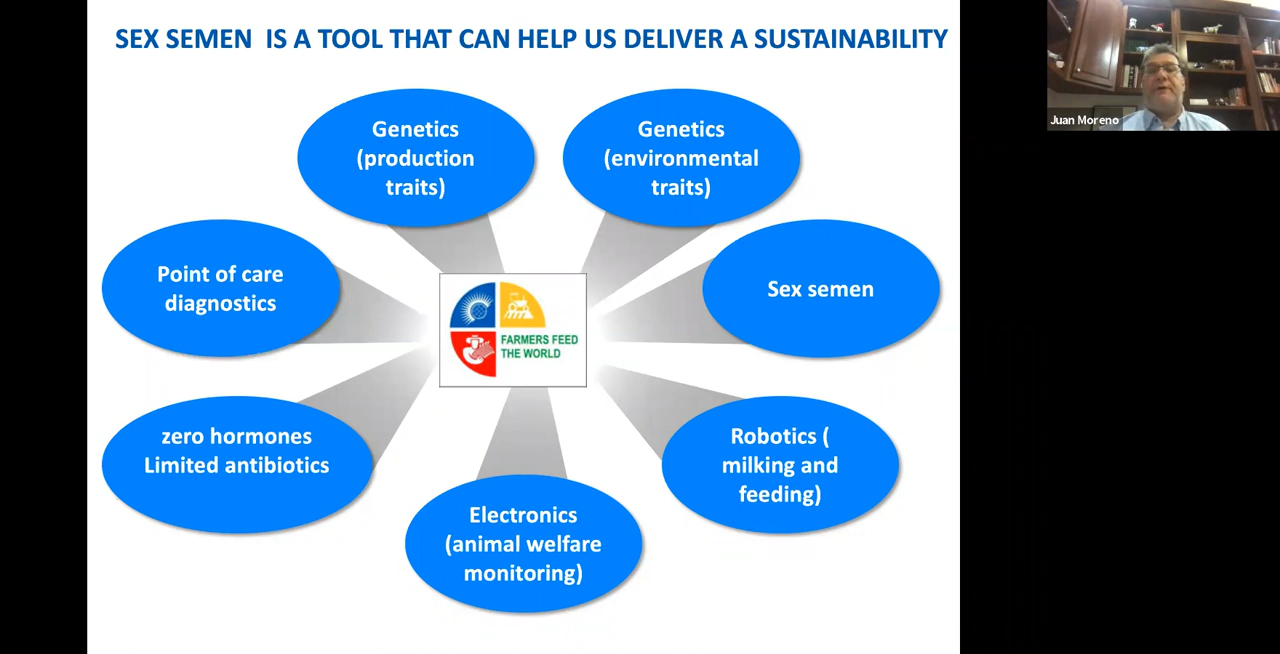 SEX SEMEN  IS A TOOL THAT CAN HELP US DELIVER A SUSTAINABILITY
Juan Moreno
Genetics
(production
traits)
Genetics
(environmental
traits)
Point of care
diagnostics
Sex semen
FARMERS FEED
THE WORLD
zero hormones
Limited antibiotics
Robotics (
milking and
feeding)
Electronics
(animal welfare
monitoring)